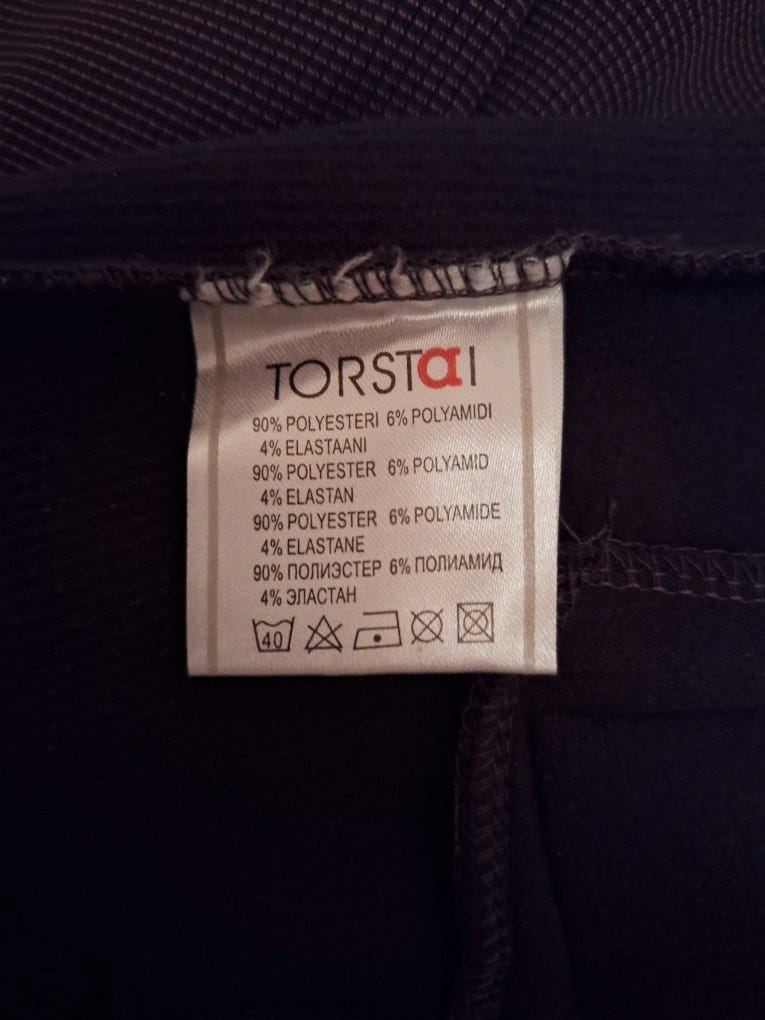 TORSTAI
90% POLYESTERI 6% POLYAMIDI
4% ELASTAANI
90% POLYESTER 6% POLYAMID
4% ELASTAN
90% POLYESTER 6% POLYAMIDE
4% ELASTANE
90% ПОЛИЭСТЕР 6% ПОЛИАМИД
4% ЭЛАСТАН
40